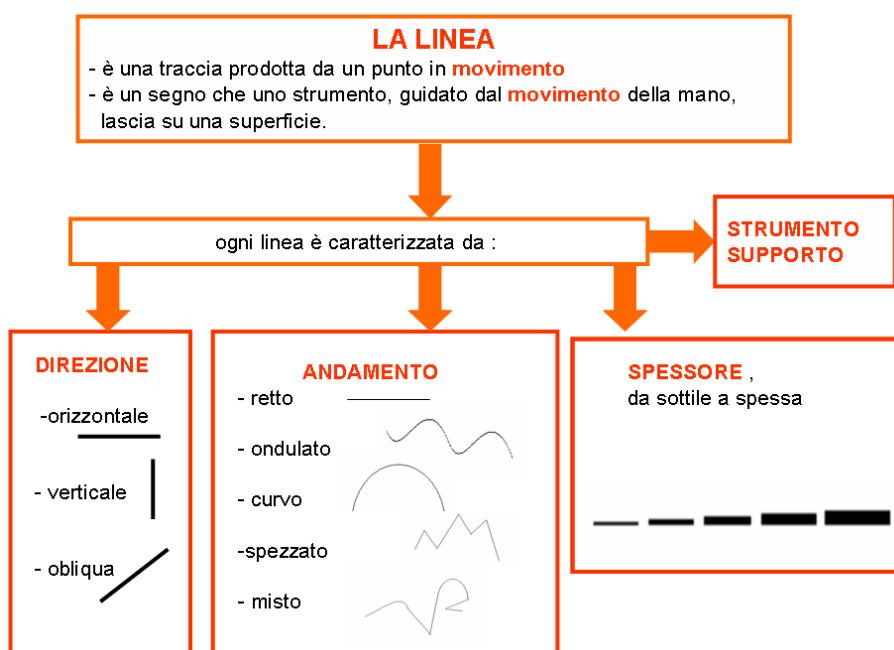 LA LINEA
- è una traccia prodotta da un punto in movimento
- è un segno che uno strumento, guidato dal movimento della mano,
lascia su una superficie.
ogni linea è caratterizzata da :
STRUMENTO
SUPPORTO
DIREZIONE
-orizzontale
- verticale
- obliqua
ANDAMENTO
- retto
- ondulato
- curvo
-spezzato
- misto
SPESSORE ,
da sottile a spessa